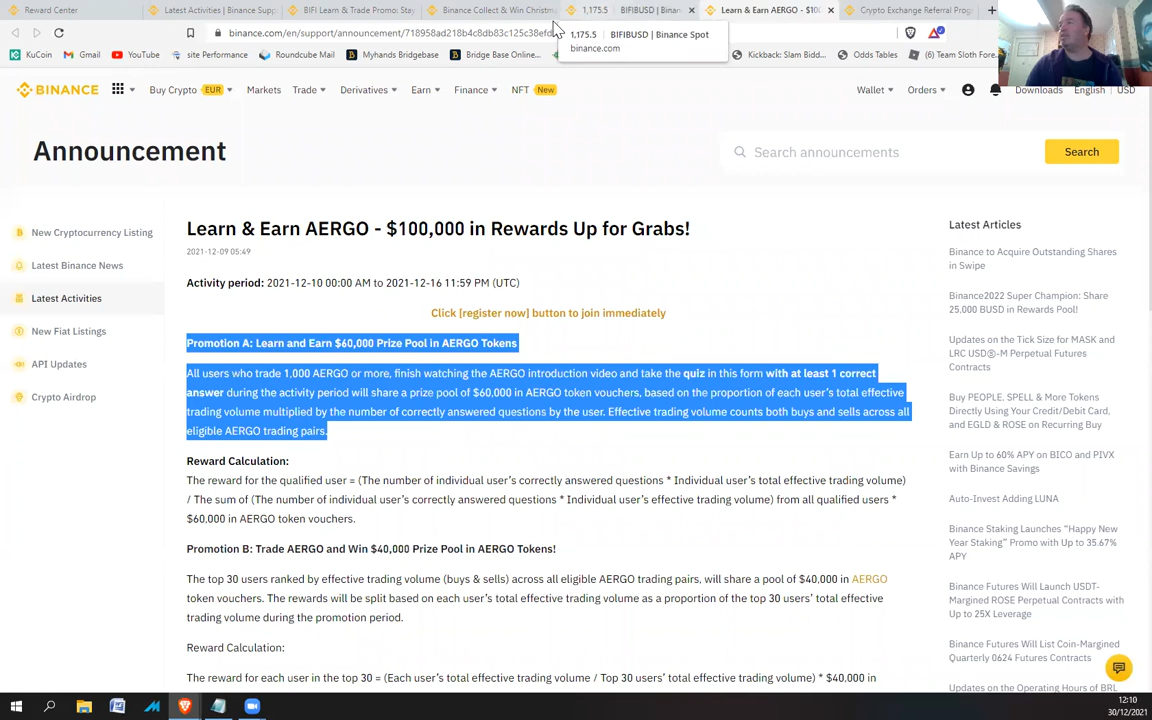 Reward Center
Latest Activities | Binance Supp
BIFI Learn & Trade Promo: Stay
Binance Collect & Win Christm
1,175.5 BIFIBUSD | Binan
Learn & Earn AERGO - $100
Crypto Exchange Referral Prog
binance.com/en/support/announcement/718958ad218b4c8db83c125c38efd
1,175.5 BIFIBUSD | Binance Spot
binance.com
KuCoin
Gmail
YouTube
site Performance
Roundcube Mail
Myhands Bridgebase
Bridge Base Online...
Kickback: Slam Bidd...
Odds Tables
(12) Team Sloth Fore
BINANCE
Buy Crypto EUR
Markets
Trade
Derivatives
Earn
Finance
NFT New
Wallet
Orders
Downloads
English
USD
Announcement
Search announcements
Search
New Cryptocurrency Listing
Latest Binance News
Latest Activities
New Fiat Listings
API Updates
Crypto Airdrop
Learn & Earn AERGO - $100,000 in Rewards Up for Grabs!
2021-12-09 05:49
Activity period: 2021-12-10 00:00 AM to 2021-12-16 11:59 PM (UTC)
Click [register now] button to join immediately
Promotion A: Learn and Earn $60,000 Prize Pool in AERGO Tokens
All users who trade 1,000 AERGO or more, finish watching the AERGO introduction video and take the quiz in this form with at least 1 correct
answer during the activity period will share a prize pool of $60,000 in AERGO token vouchers, based on the proportion of each user's total effective
trading volume multiplied by the number of correctly answered questions by the user. Effective trading volume counts both buys and sells across all
eligible AERGO trading pairs.
Reward Calculation:
The reward for the qualified user = (The number of individual user's correctly answered questions * Individual user's total effective trading volume)
/ The sum of (The number of individual user's correctly answered questions * Individual user's effective trading volume) from all qualified users *
$60,000 in AERGO token vouchers.
Promotion B: Trade AERGO and Win $40,000 Prize Pool in AERGO Tokens!
The top 30 users ranked by effective trading volume (buys & sells) across all eligible AERGO trading pairs, will share a pool of $40,000 in AERGO
token vouchers. The rewards will be split based on each user's total effective trading volume as a proportion of the top 30 users' total effective
trading volume during the promotion period.
Reward Calculation:
The reward for each user in the top 30 = (Each user's total effective trading volume / Top 30 users' total effective trading volume) * $40,000 in
Latest Articles
Binance to Acquire Outstanding Shares
in Swipe
Binance2022 Super Champion: Share
25,000 BUSD in Rewards Pool!
Updates on the Tick Size for MASK and
LRC USDⓈ-M Perpetual Futures
Contracts
Buy PEOPLE, SPELL & More Tokens
Directly Using Your Credit/Debit Card,
and EGLD & ROSE on Recurring Buy
Earn Up to 60% APY on BICO and PIVX
with Binance Savings
Auto-Invest Adding LUNA
Binance Staking Launches "Happy New
Year Staking" Promo with Up to 35.67%
APY
Binance Futures Will Launch USDT-
Margined ROSE Perpetual Contracts with
Up to 25X Leverage
Binance Futures Will List Coin-Margined
Quarterly 0624 Futures Contracts
Updates on the Operating Hours of BRL
12:10
30/12/2021